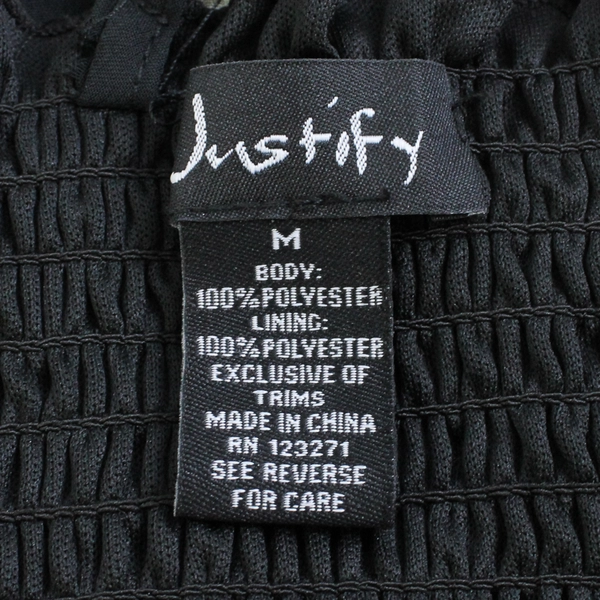 Justify
M
BODY:
100% POLYESTER
LINING:
100% POLYESTER
EXCLUSIVE OF
TRIMS
MADE IN CHINA
RN 123271
SEE REVERSE
FOR CARE